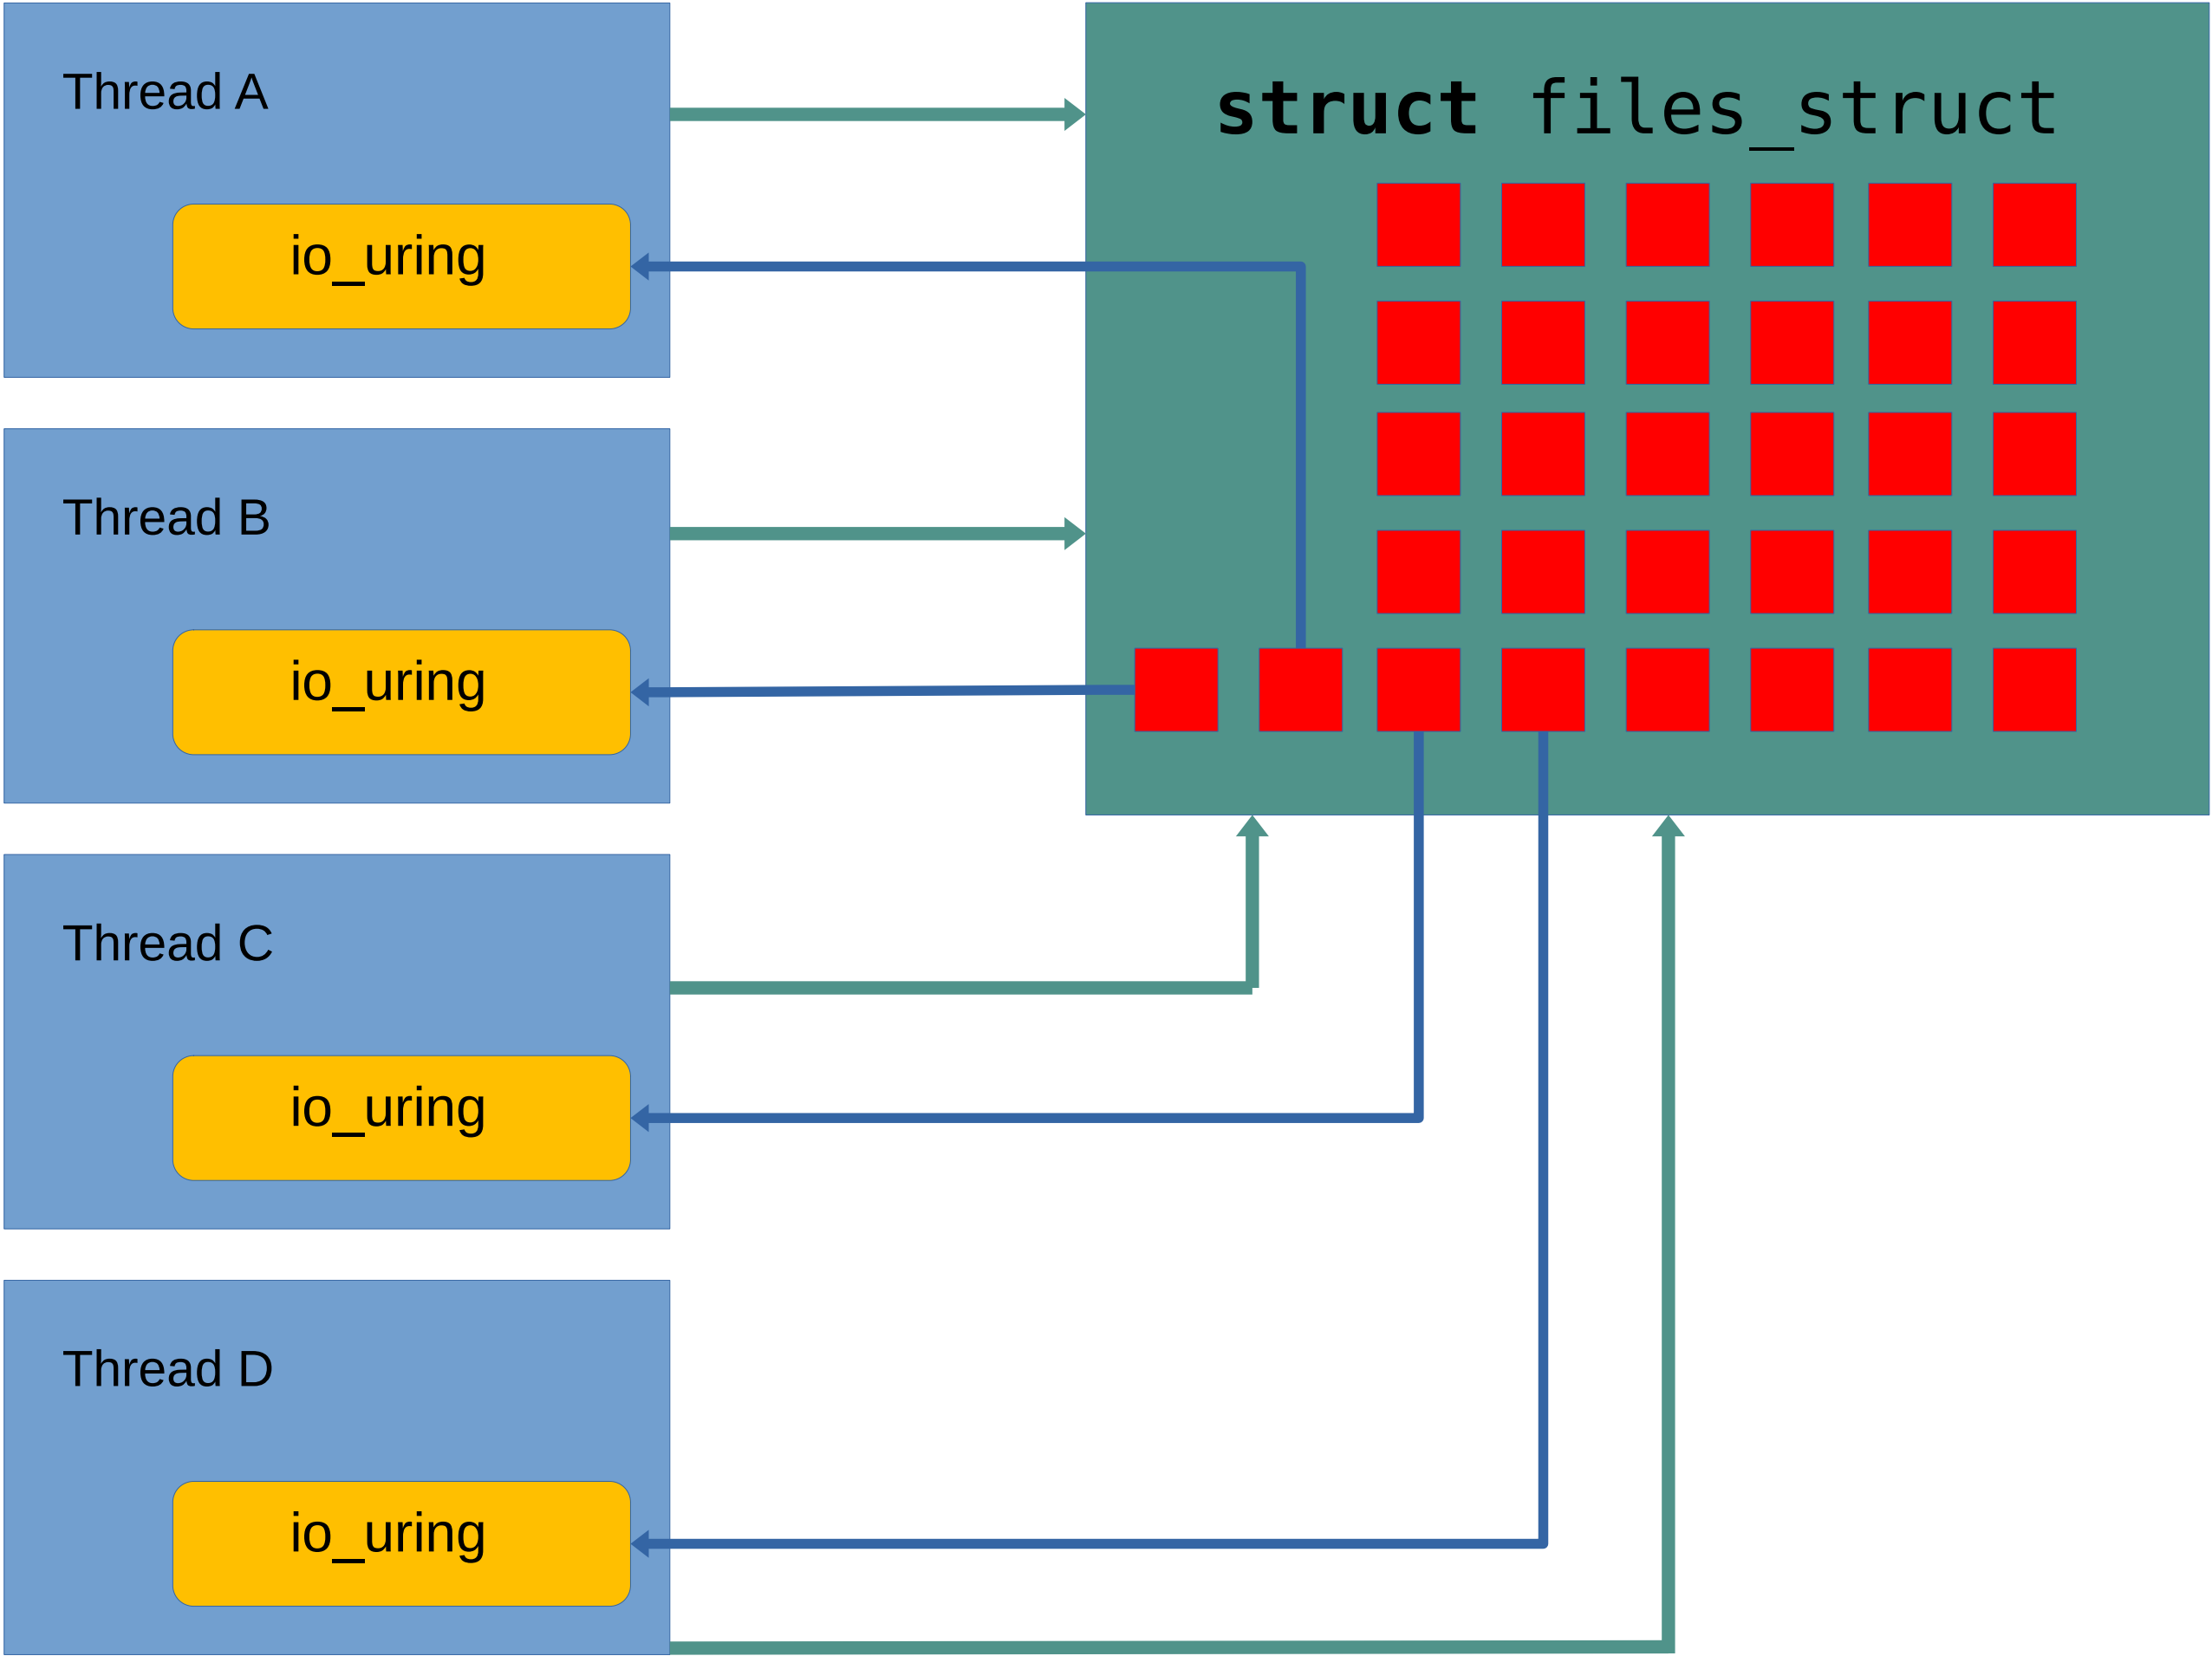 Thread A
io_uring
struct files_struct
Thread B
io_uring
Thread C
io_uring
Thread D
io_uring